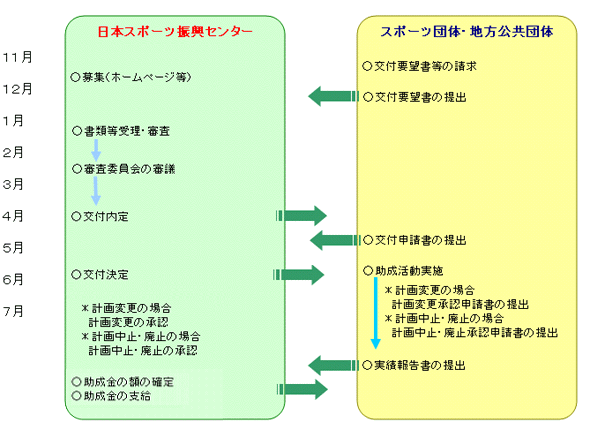 日本スポーツ振興センター
スポーツ団体・地方公共団体
11月
12月
1月
2月
3月
4月
5月
6月
7月
○募集(ホームページ等)
○書類等受理・審査
○審査委員会の審議
○交付内定
○交付決定
＊計画変更の場合
計画変更の承認
＊計画中止・廃止の場合
計画中止・廃止の承認
○助成金の額の確定
○助成金の支給
○交付要望書等の請求
○交付要望書の提出
○交付申請書の提出
○助成活動実施
＊計画変更の場合
計画変更承認申請書の提出
＊計画中止・廃止の場合
計画中止・廃止承認申請書の提出
○実績報告書の提出